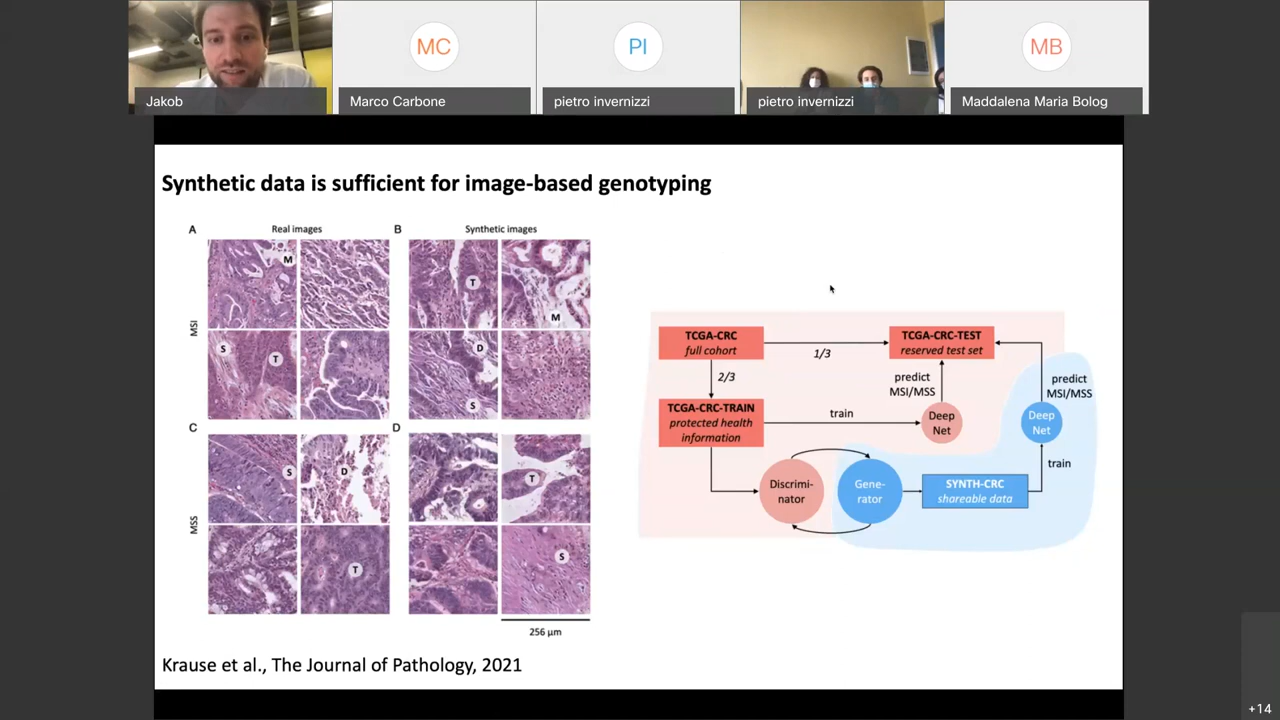 MC
PI
MB
Jakob
Marco Carbone
pietro invernizzi
pietro invernizzi
Maddalena Maria Bolog
Synthetic data is sufficient for image-based genotyping
A
Real images
B
Synthetic images
MSI
M
T
M
S
T
D
S
C
D
MSS
S
D
T
T
S
256 µm
TCGA-CRC
full cohort
1/3
TCGA-CRC-TEST
reserved test set
2/3
predict
MSI/MSS
predict
MSI/MSS
TCGA-CRC-TRAIN
protected health
information
train
Deep
Net
Deep
Net
train
Discrimi-
nator
Gene-
rator
SYNTH-CRC
shareable data
Krause et al., The Journal of Pathology, 2021
+14